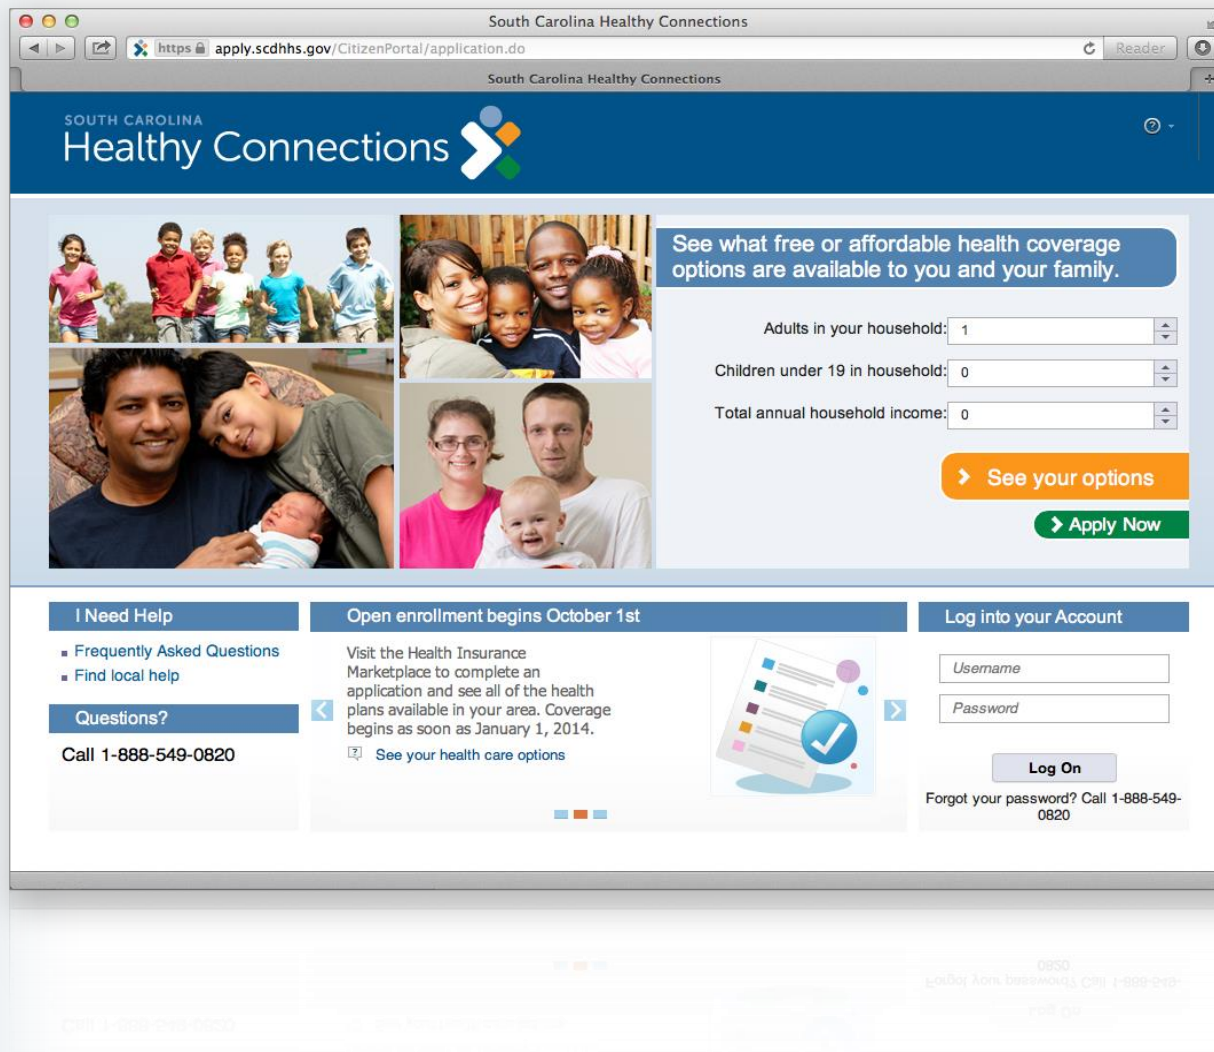 South Carolina Healthy Connections
https apply.scdhhs.gov/CitizenPortal/application.do
Reader
South Carolina Healthy Connections
SOUTH CAROLINA
Healthy Connections
See what free or affordable health coverage
options are available to you and your family.
Adults in your household: 1
Children under 19 in household: 0
Total annual household income: 0
See your options
Apply Now
I Need Help
Frequently Asked Questions
Find local help
Questions?
Call 1-888-549-0820
Open enrollment begins October 1st
Visit the Health Insurance
Marketplace to complete an
application and see all of the health
plans available in your area. Coverage
begins as soon as January 1, 2014.
See your health care options
Log into your Account
Username
Password
Log On
Forgot your password? Call 1-888-549-
0820